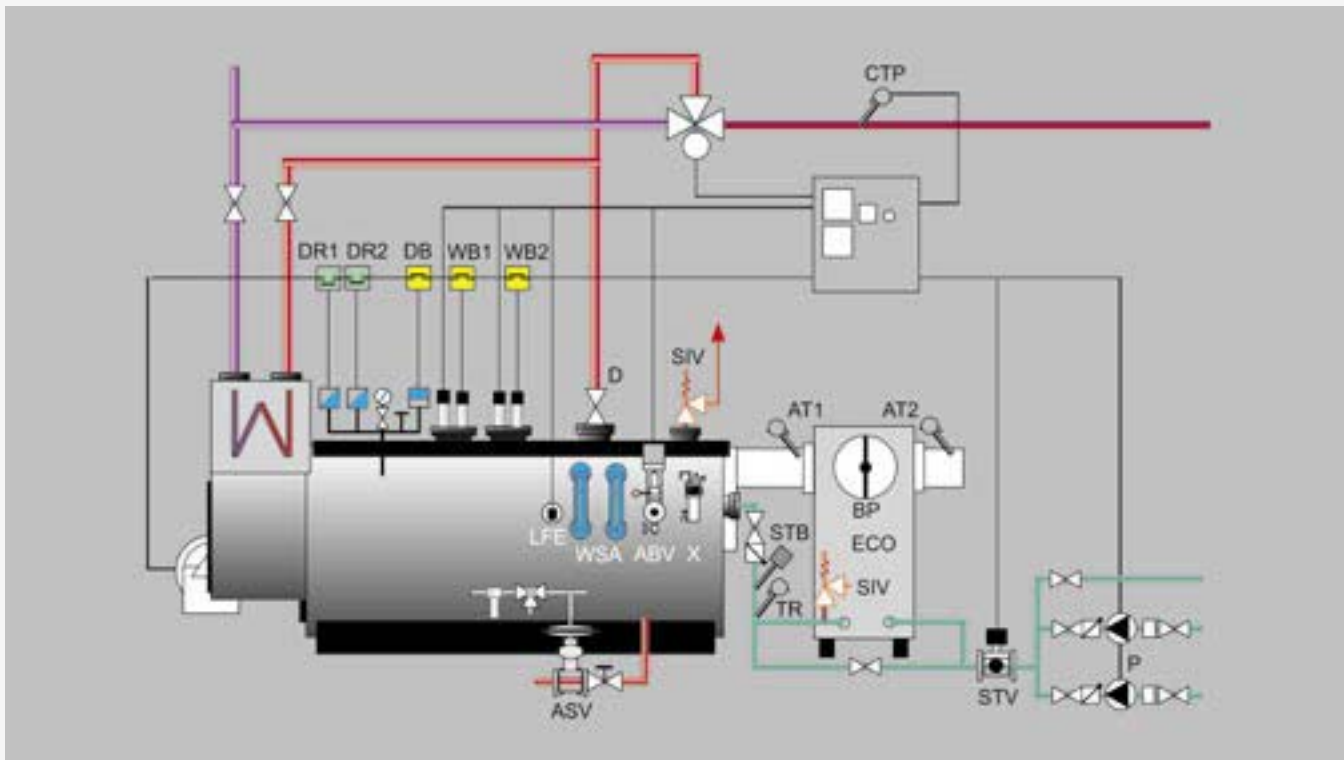 CTP
DR1 DR2 DB WB1 WB2
D
SIV
AT1
AT2
BP
LFE
STB
ECO
WSA ABV X
SIV
TR
P
ASV
STV